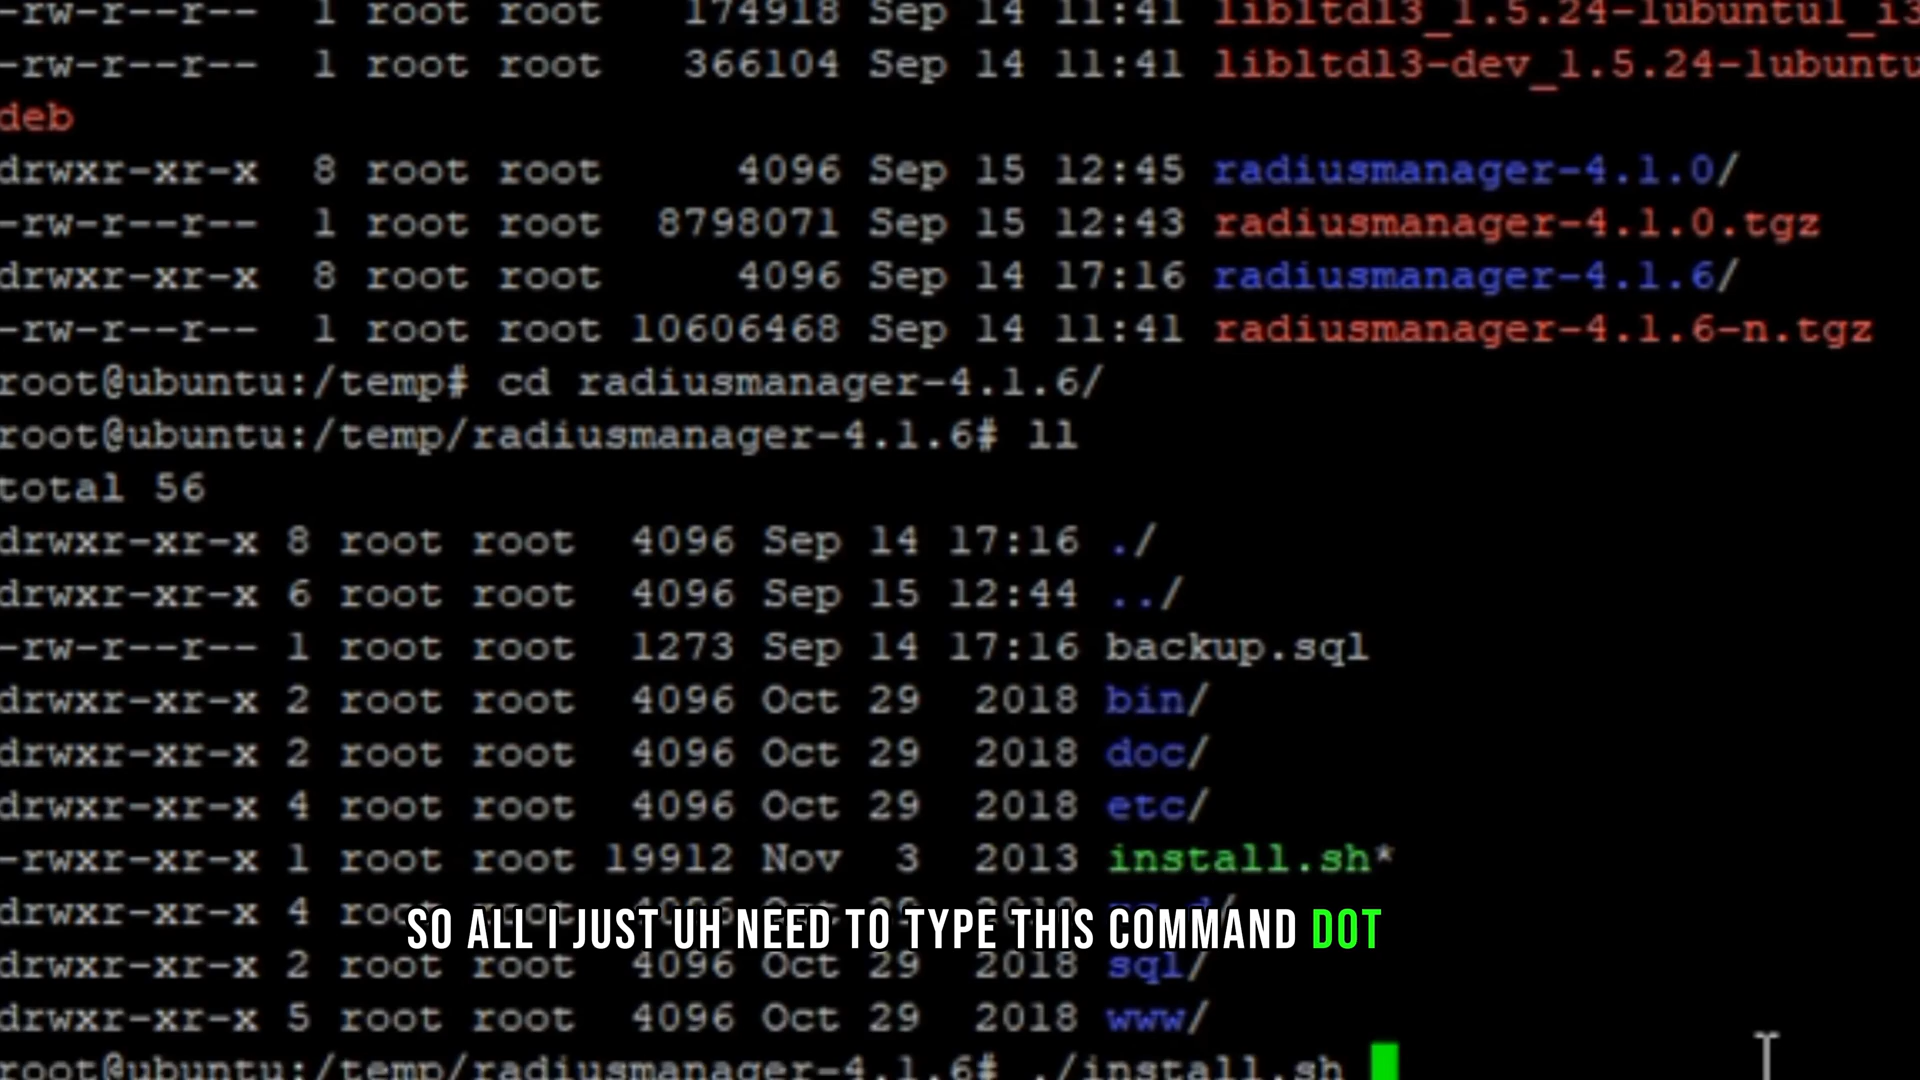 -rw-r--r-- 1 root root 174918 Sep 14 11:41 libltdl3_1.5.24-1ubuntu1_i3
-rw-r--r-- 1 root root 366104 Sep 14 11:41 libltdl3-dev_1.5.24-1ubuntu
deb
drwxr-xr-x 8 root root 4096 Sep 15 12:45 radiusmanager-4.1.0/
-rw-r--r-- 1 root root 8798071 Sep 15 12:43 radiusmanager-4.1.0.tgz
drwxr-xr-x 8 root root 4096 Sep 14 17:16 radiusmanager-4.1.6/
-rw-r--r-- 1 root root 10606468 Sep 14 11:41 radiusmanager-4.1.6-n.tgz
root@ubuntu:/temp# cd radiusmanager-4.1.6/
root@ubuntu:/temp/radiusmanager-4.1.6# ll
total 56
drwxr-xr-x 8 root root 4096 Sep 14 17:16 ./
drwxr-xr-x 6 root root 4096 Sep 15 12:44 ../
-rw-r--r-- 1 root root 1273 Sep 14 17:16 backup.sql
drwxr-xr-x 2 root root 4096 Oct 29 2018 bin/
drwxr-xr-x 2 root root 4096 Oct 29 2018 doc/
drwxr-xr-x 4 root root 4096 Oct 29 2018 etc/
-rwxr-xr-x 1 root root 19912 Nov 3 2013 install.sh*
drwxr-xr-x 4
SO ALL I JUST UH NEED TO TYPE THIS COMMAND DOT
drwxr-xr-x 2 root root 4096 Oct 29 2018 sql/
drwxr-xr-x 5 root root 4096 Oct 29 2018 www/
root@ubuntu:/temp/radiusmanager-4.1.6# ./install.sh